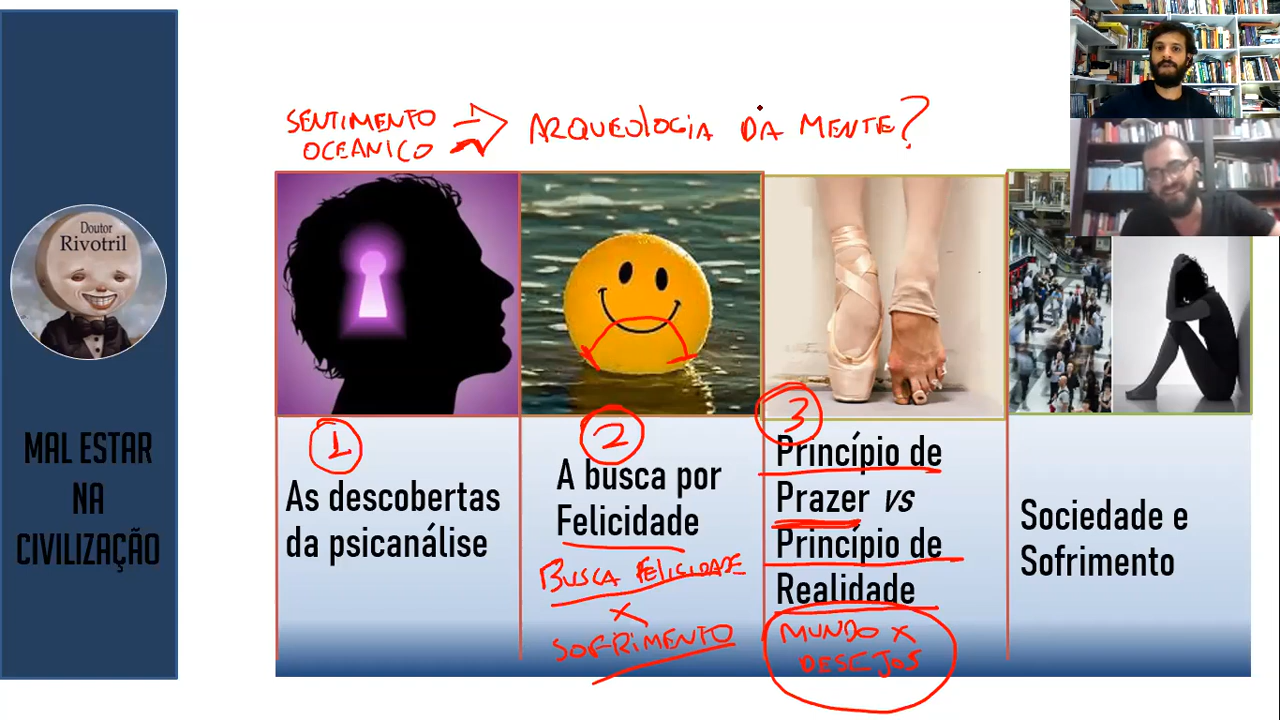 SENTIMENTO
OCEANICO
ARQUEOLOGIA DA MENTE?
Doutor
Rivotril
MAL ESTAR
NA
CIVILIZAÇÃO
1
As descobertas
da psicanálise
2
A busca por
Felicidade
BUSCA FELICIDADE
X
SOFRIMENTO
3
Princípio de
Prazer vs
Princípio de
Realidade
MUNDO X
DESEJOS
Sociedade e
Sofrimento